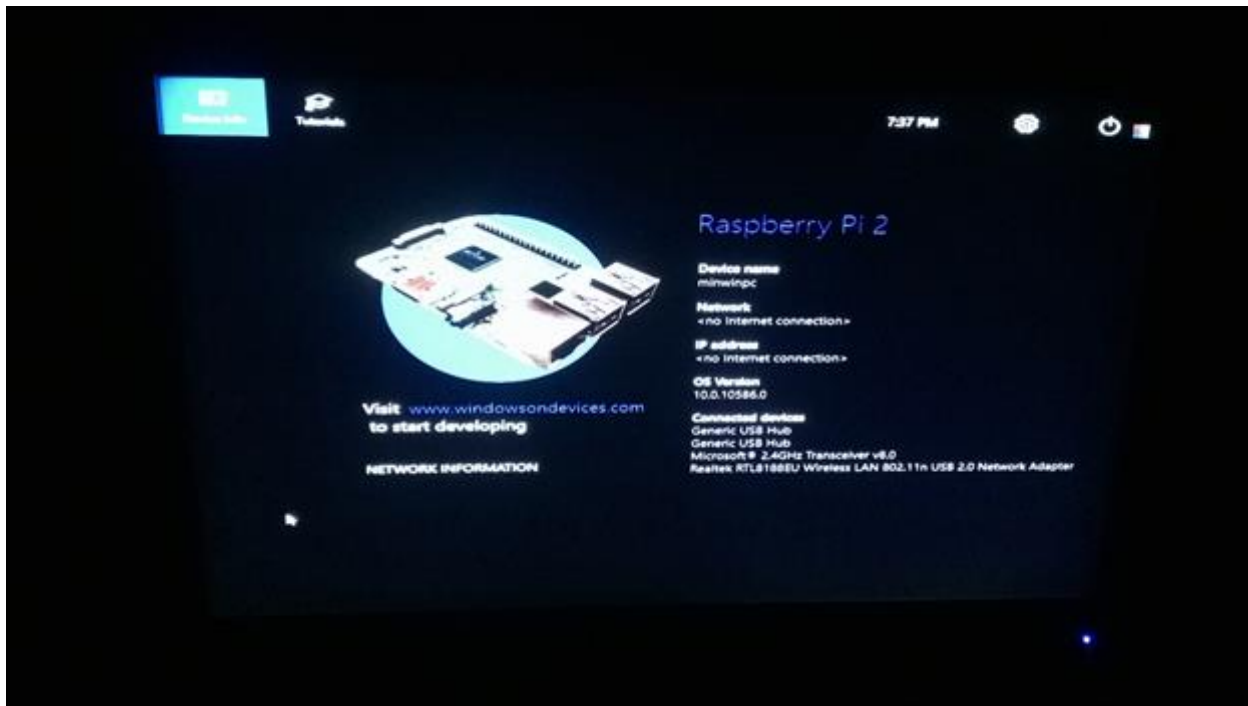 Device info
Tutorials
7:37 PM
Raspberry Pi 2
Device name
minwinpc
Network
<no Internet connection>
IP address
<no Internet connection>
OS Version
10.0.10586.0
Connected devices
Generic USB Hub
Generic USB Hub
Microsoft® 2.4GHz Transceiver v8.0
Realtek RTL8188EU Wireless LAN 802.11n USB 2.0 Network Adapter
Visit www.windowsondevices.com
to start developing
NETWORK INFORMATION